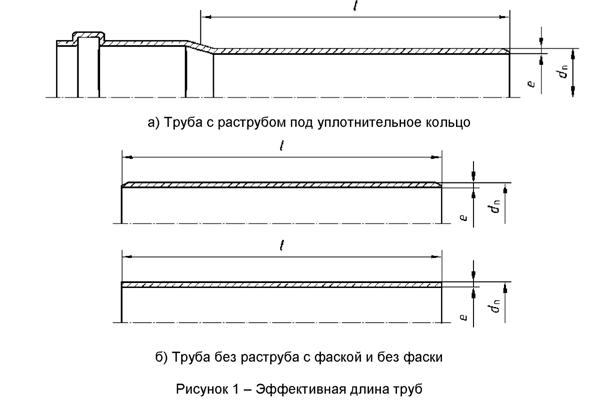 l
e
dn
а) Труба с раструбом под уплотнительное кольцо
l
e
dn
l
e
dn
б) Труба без раструба с фаской и без фаски
Рисунок 1 – Эффективная длина труб